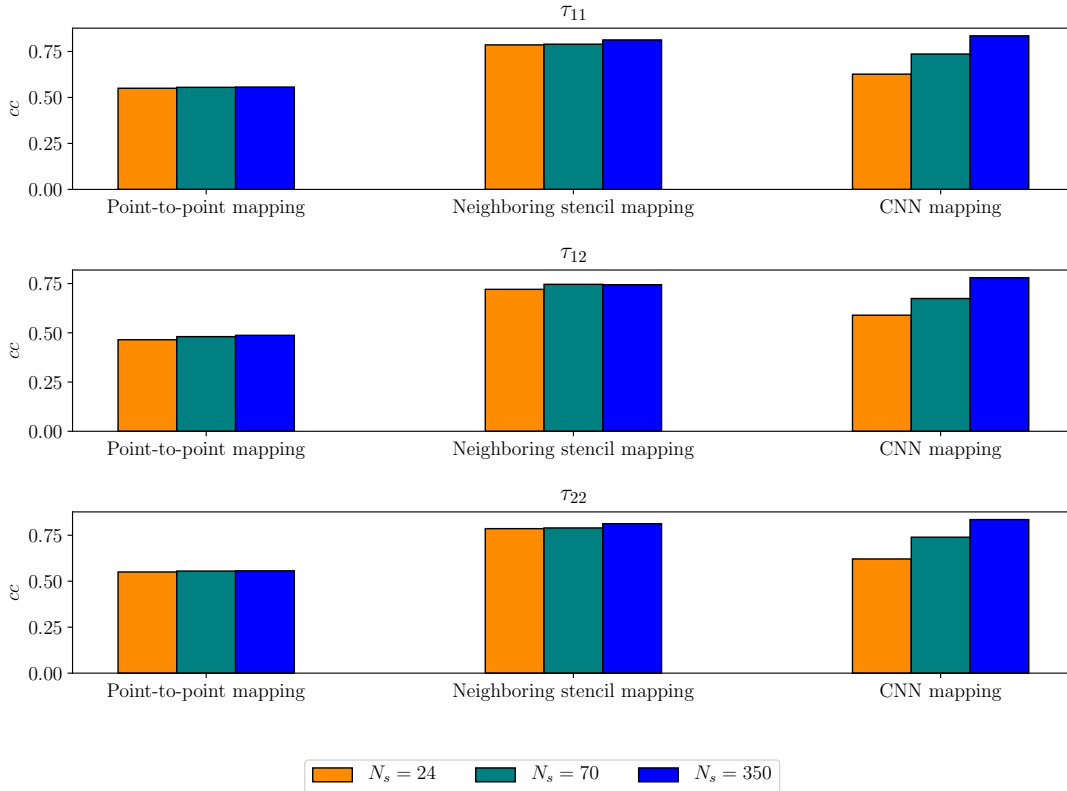 τ₁₁
0.75
0.50
0.25
0.00
cc
Point-to-point mapping Neighboring stencil mapping CNN mapping
τ₁₂
0.75
0.50
0.25
0.00
cc
Point-to-point mapping Neighboring stencil mapping CNN mapping
τ₂₂
0.75
0.50
0.25
0.00
cc
Point-to-point mapping Neighboring stencil mapping CNN mapping
Nₛ = 24 Nₛ = 70 Nₛ = 350